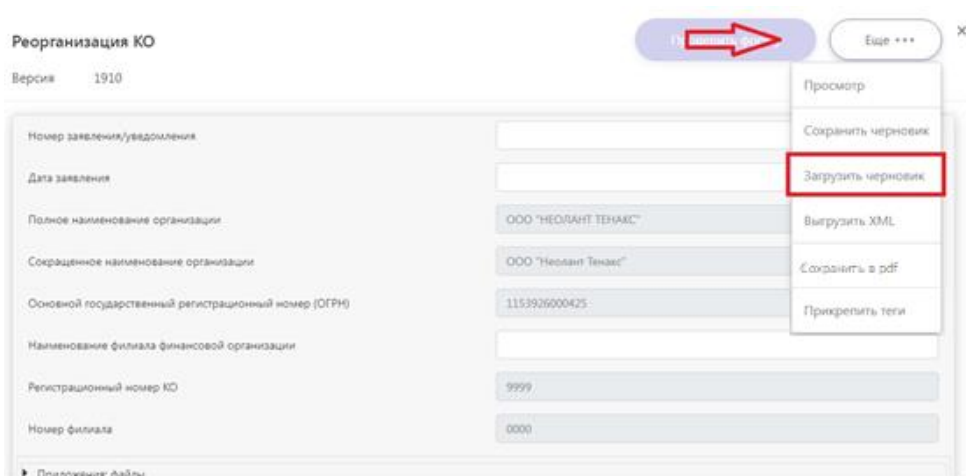 Реорганизация КО
Еще •••
Версия 1910
Просмотр
Сохранить черновик
Загрузить черновик
Выгрузить XML
Сохранить в pdf
Прикрепить теги
Номер заявления/уведомления
Дата заявления
Полное наименование организации
ООО "НЕОЛАНТ ТЕНАКС"
Сокращенное наименование организации
ООО "Неолант Тенакс"
Основной государственный регистрационный номер (ОГРН)
1153926000425
Наименование филиала финансовой организации
Регистрационный номер КО
9999
Номер филиала
0000
Приложения: файлы